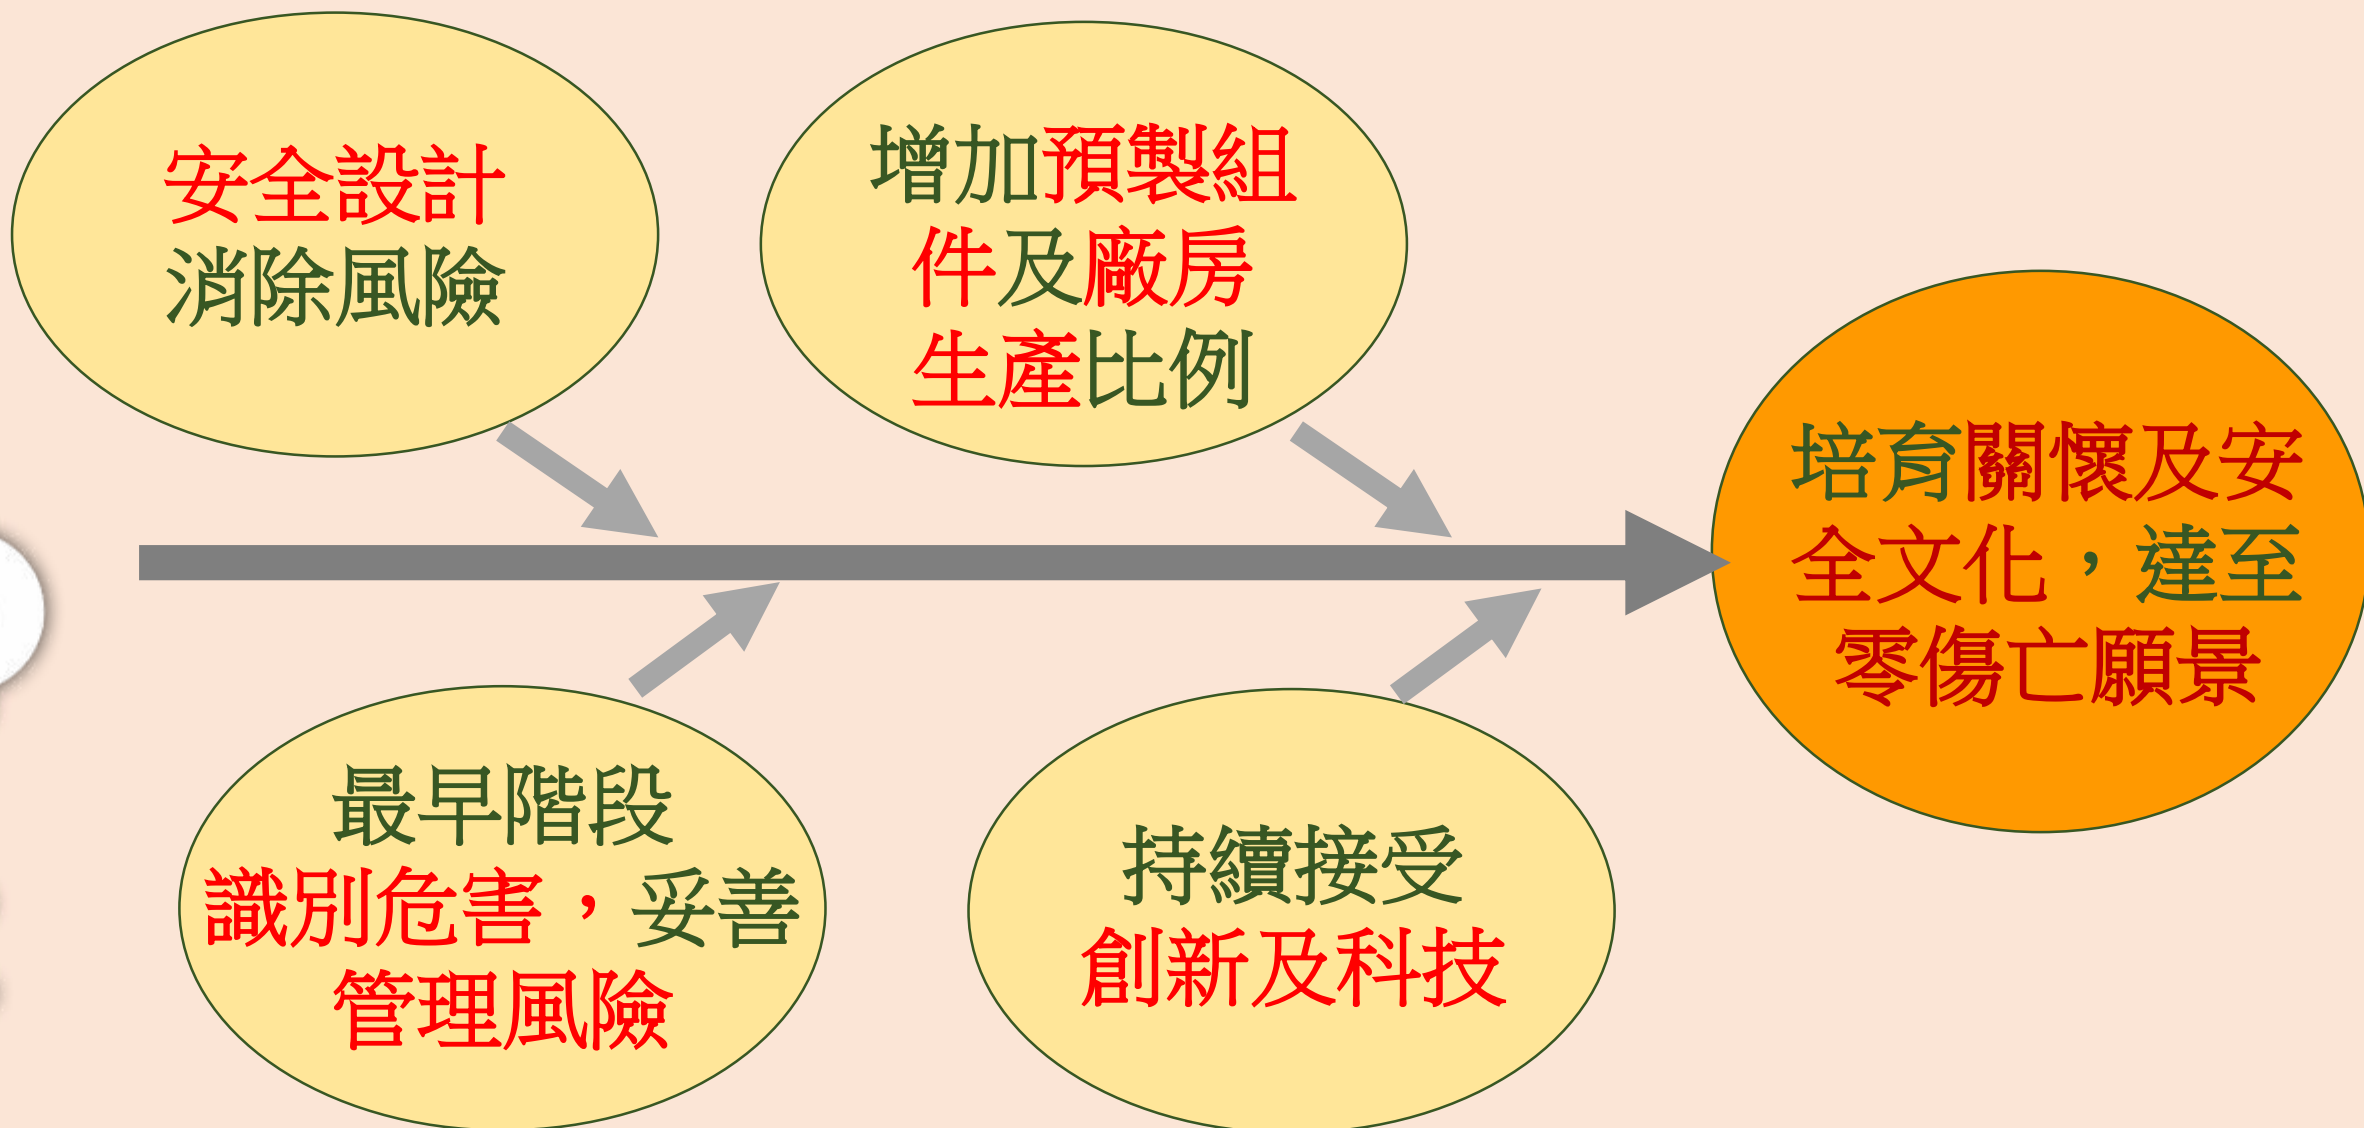 安全設計
消除風險
增加預製組
件及廠房
生產比例
最早階段
識別危害，妥善
管理風險
持續接受
創新及科技
培育關懷及安
全文化，達至
零傷亡願景